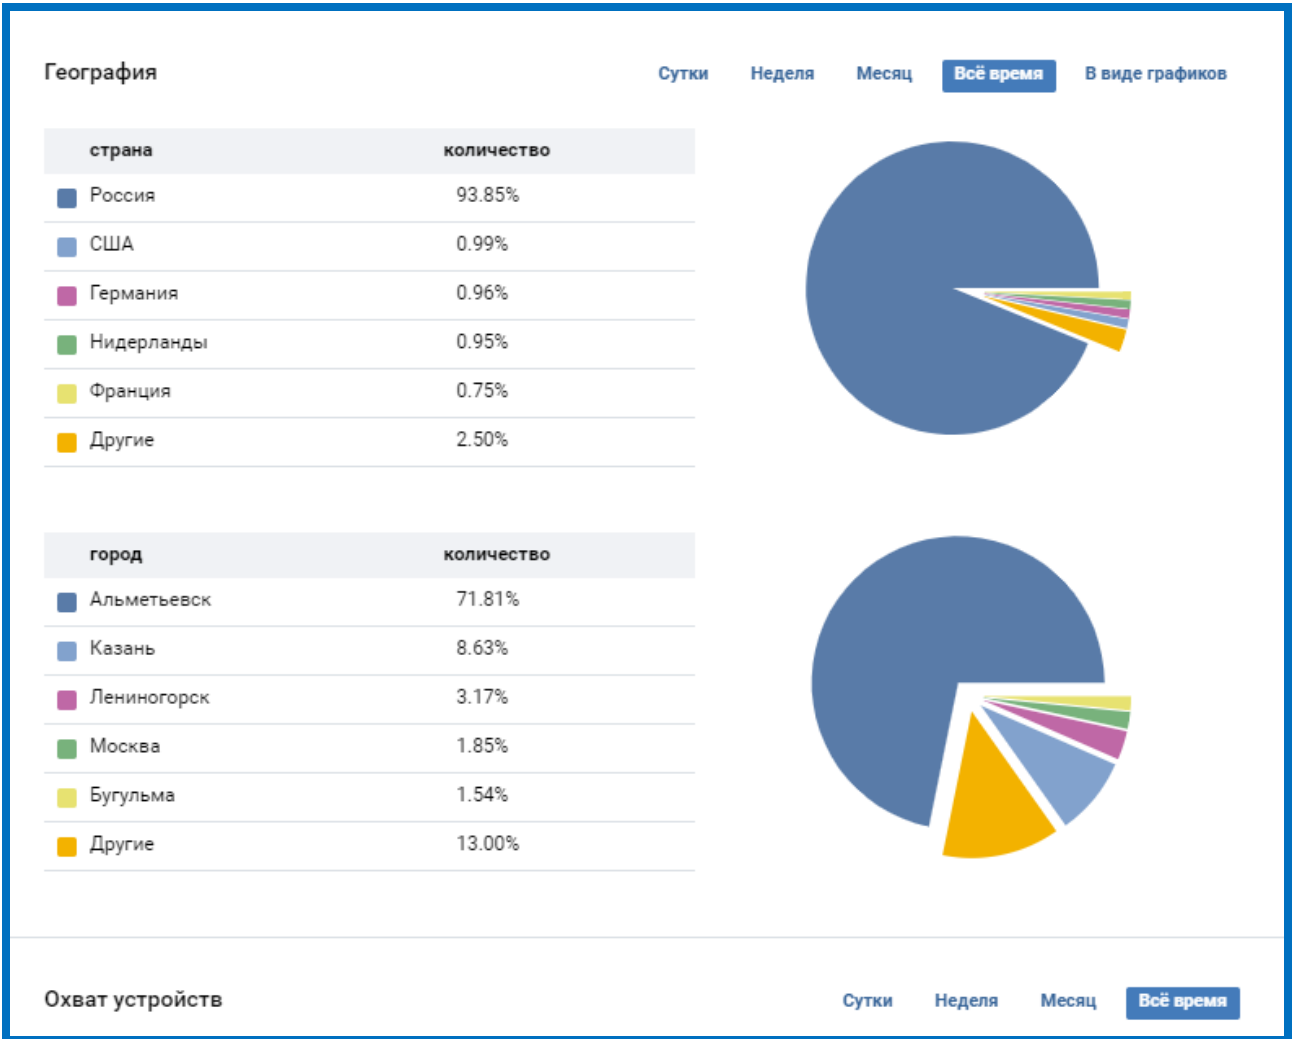 География Сутки Неделя Месяц Всё время В виде графиков
страна количество
Россия 93.85%
США 0.99%
Германия 0.96%
Нидерланды 0.95%
Франция 0.75%
Другие 2.50%
город количество
Альметьевск 71.81%
Казань 8.63%
Лениногорск 3.17%
Москва 1.85%
Бугульма 1.54%
Другие 13.00%
Охват устройств Сутки Неделя Месяц Всё время